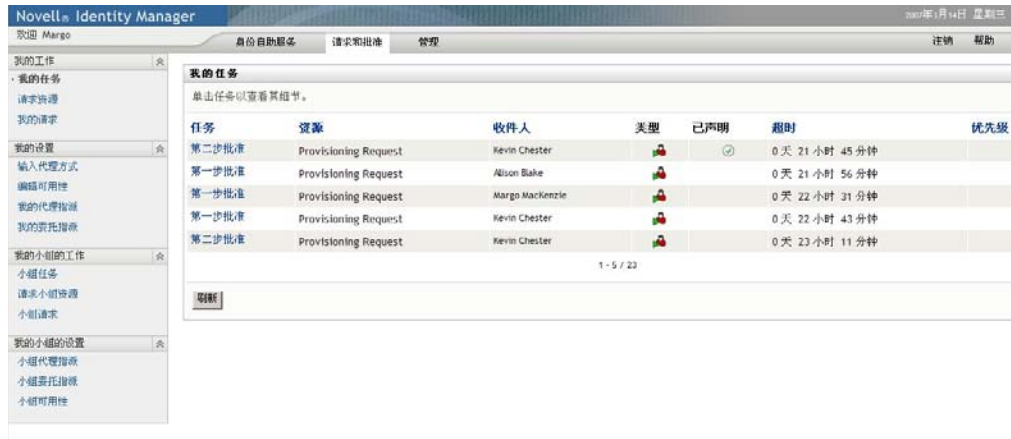 Novell® Identity Manager
2007年1月14日 星期三
欢迎 Margo
身份自助服务 请求和批准 管理 注销 帮助
我的工作
· 我的任务
请求资源
我的请求
我的设置
输入代理方式
编辑可用性
我的代理指派
我的委托指派
我的小组的工作
小组任务
请求小组资源
小组请求
我的小组的设置
小组代理指派
小组委托指派
小组可用性
我的任务
单击任务以查看其细节。
任务 资源 收件人 类型 已声明 超时 优先级
第二步批准 Provisioning Request Kevin Chester 0 天 21 小时 45 分钟
第一步批准 Provisioning Request Allison Blake 0 天 21 小时 56 分钟
第一步批准 Provisioning Request Margo MacKenzie 0 天 22 小时 31 分钟
第一步批准 Provisioning Request Kevin Chester 0 天 22 小时 43 分钟
第二步批准 Provisioning Request Kevin Chester 0 天 23 小时 11 分钟
1 - 5 / 23
刷新